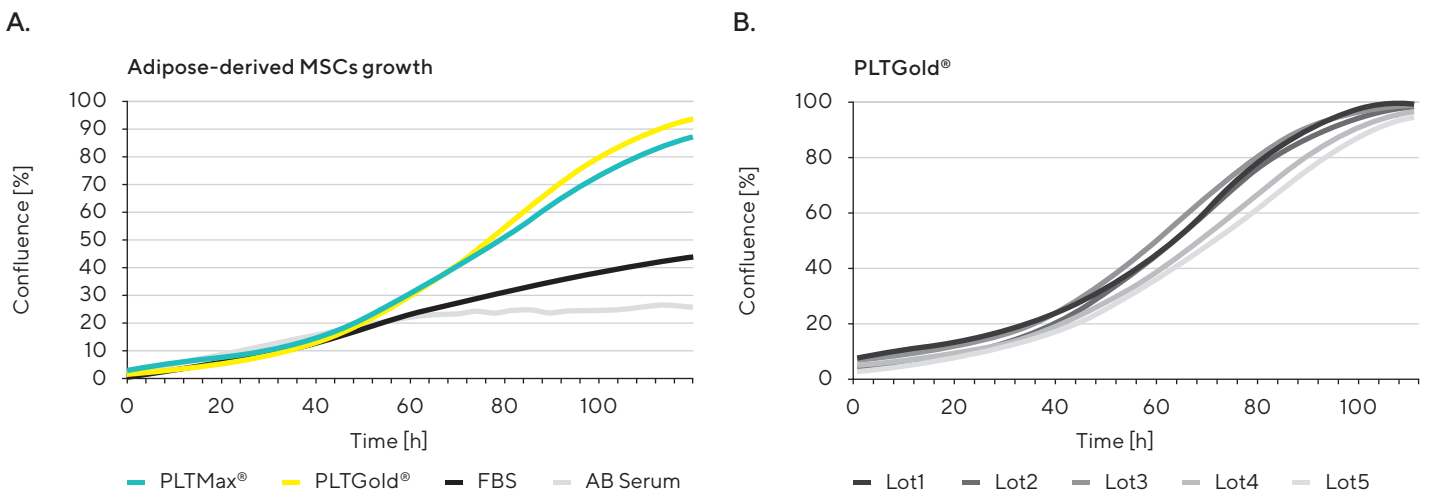 A.
Adipose-derived MSCs growth
Confluence [%]
100
90
80
70
60
50
40
30
20
10
0
0 20 40 60 80 100
Time [h]
PLTMax® PLTGold® FBS AB Serum
B.
PLTGold®
Confluence [%]
100
80
60
40
20
0
0 20 40 60 80 100
Time [h]
Lot1 Lot2 Lot3 Lot4 Lot5